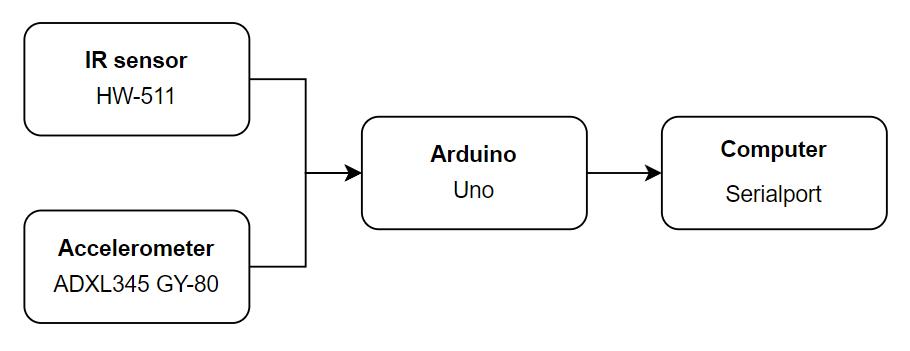 IR sensor
HW-511
Accelerometer
ADXL345 GY-80
Arduino
Uno
Computer
Serialport